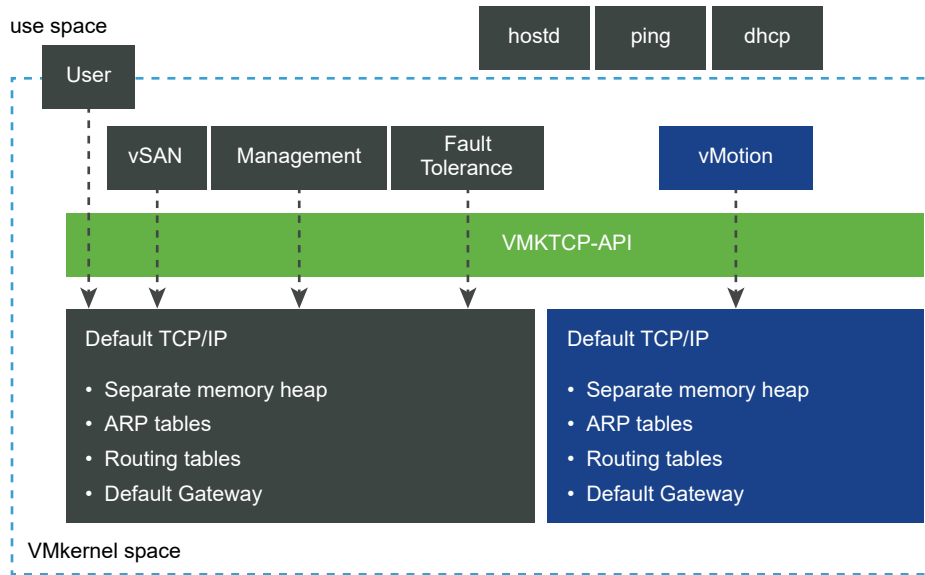 use space
hostd
ping
dhcp
User
vSAN
Management
Fault
Tolerance
vMotion
VMKTCP-API
Default TCP/IP
• Separate memory heap
• ARP tables
• Routing tables
• Default Gateway
Default TCP/IP
• Separate memory heap
• ARP tables
• Routing tables
• Default Gateway
VMkernel space